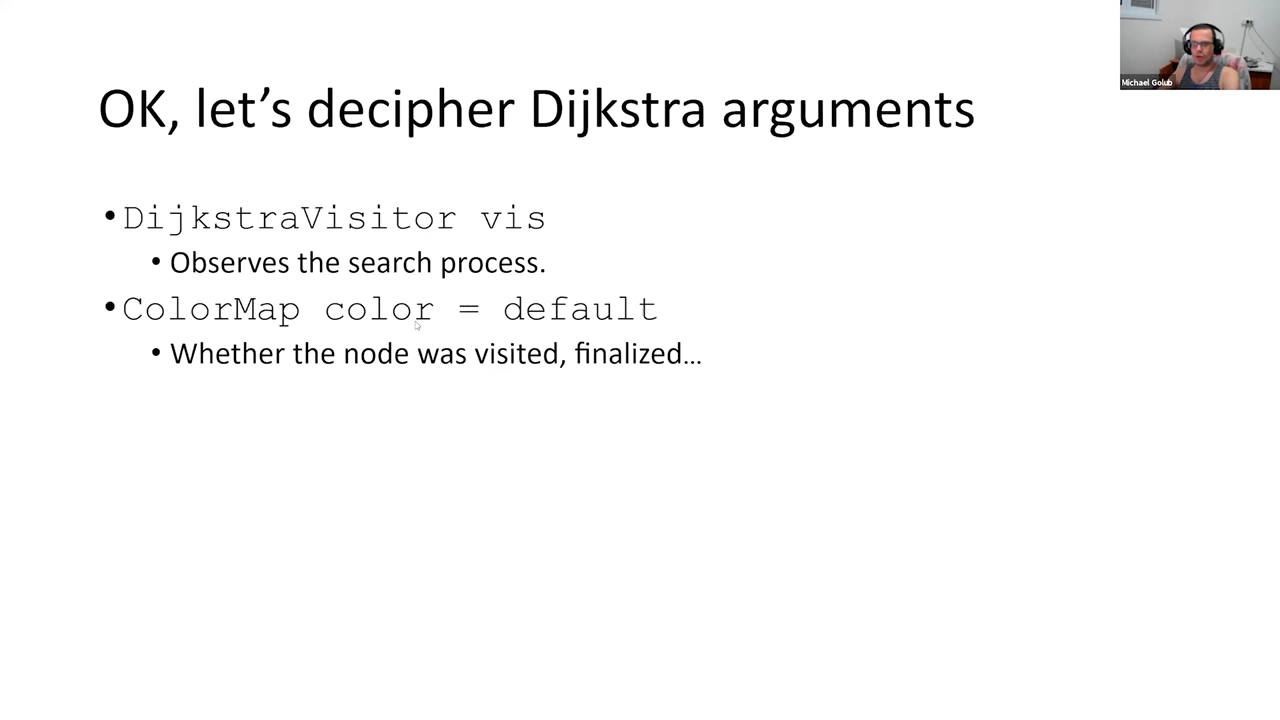 Michael Golub
OK, let’s decipher Dijkstra arguments
•DijkstraVisitor vis
• Observes the search process.
•ColorMap color = default
• Whether the node was visited, finalized…